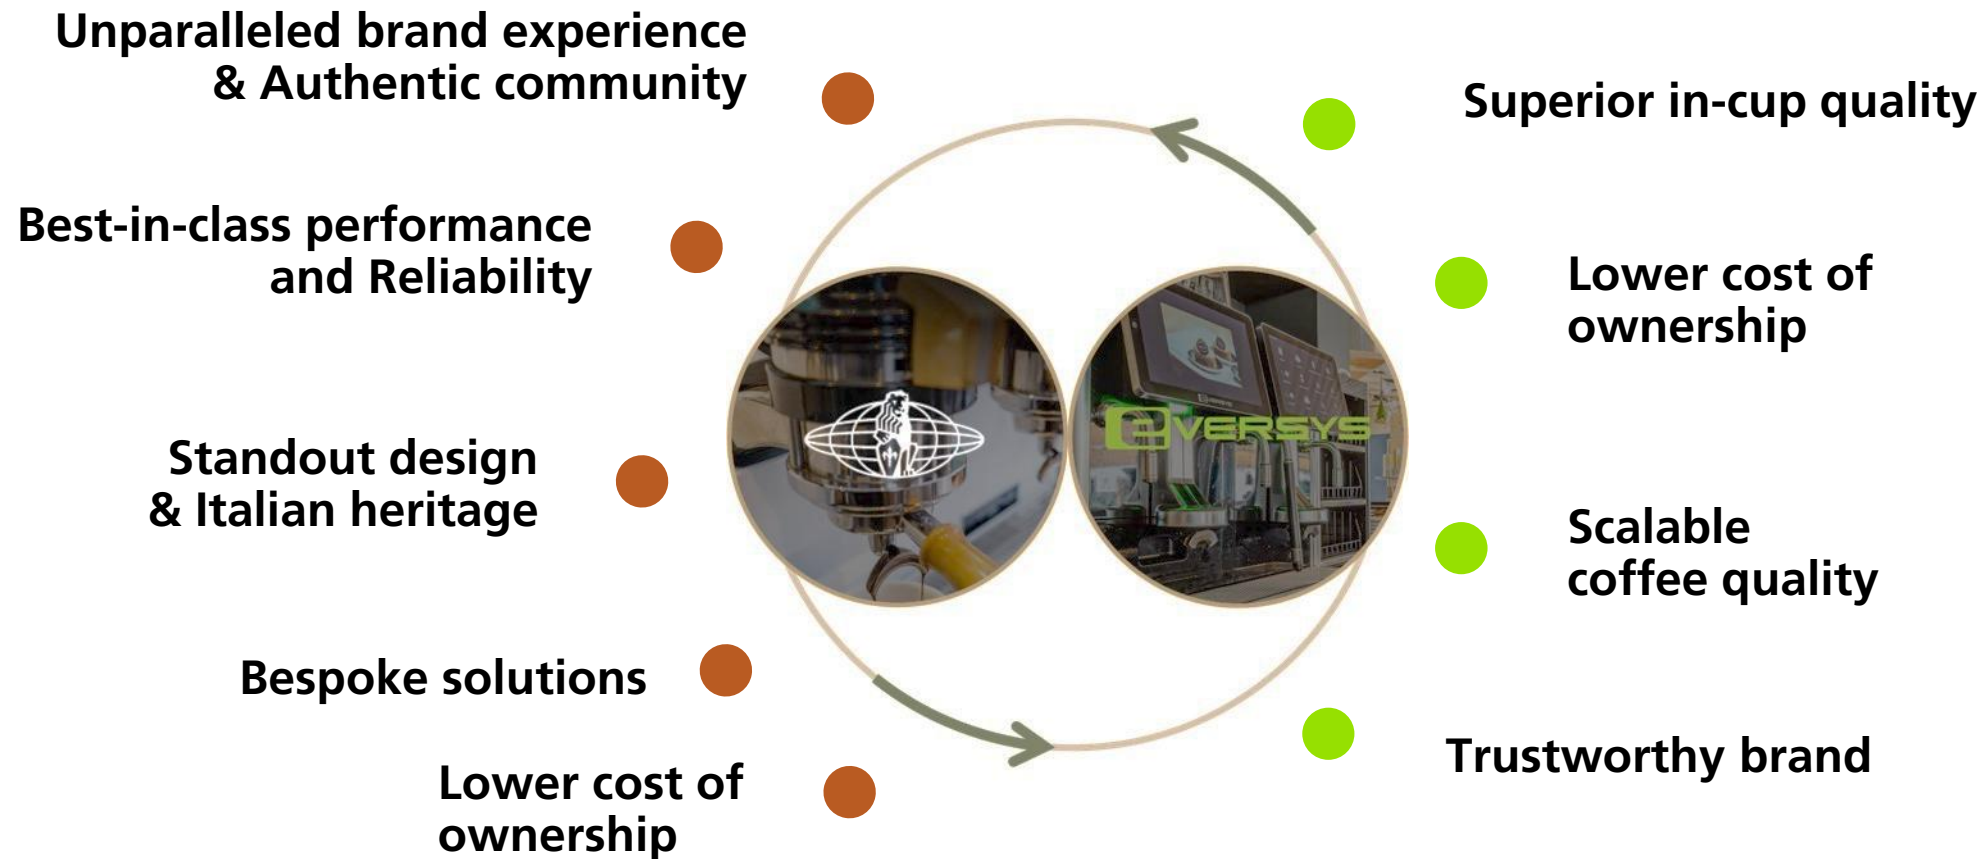 Unparalleled brand experience
& Authentic community
Best-in-class performance
and Reliability
Standout design
& Italian heritage
Bespoke solutions
Lower cost of
ownership
eVERSYS
Superior in-cup quality
Lower cost of
ownership
Scalable
coffee quality
Trustworthy brand